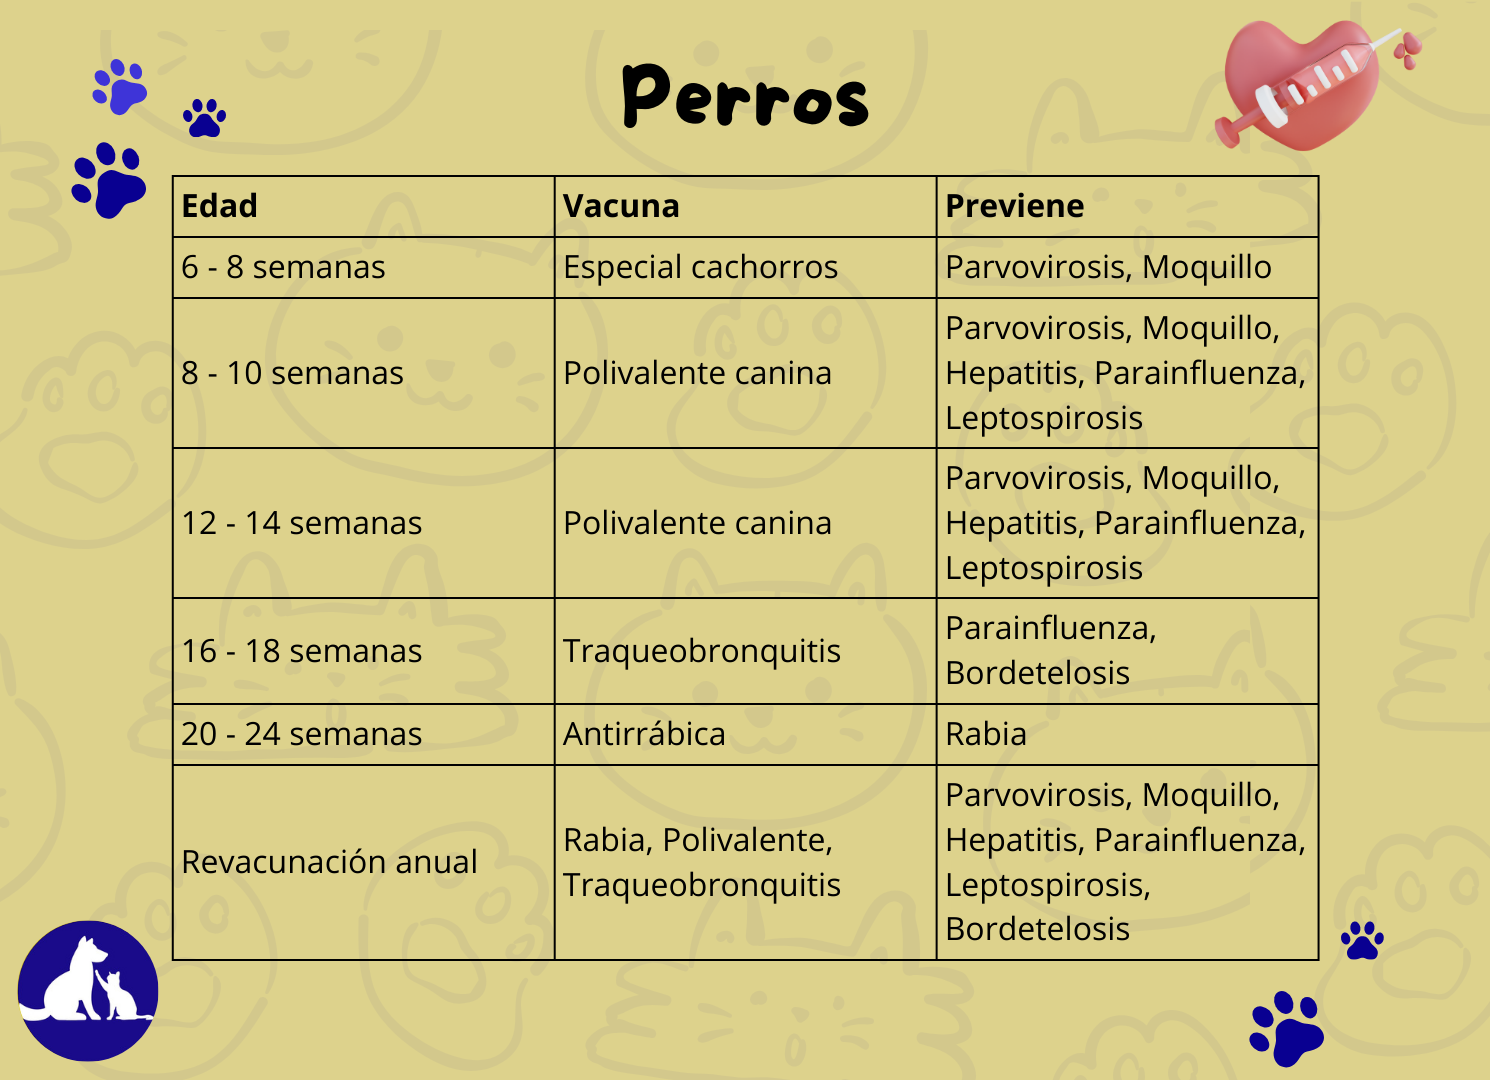 Perros
Edad Vacuna Previene
6 - 8 semanas Especial cachorros Parvovirosis, Moquillo
8 - 10 semanas Polivalente canina Parvovirosis, Moquillo,
Hepatitis, Parainfluenza,
Leptospirosis
12 - 14 semanas Polivalente canina Parvovirosis, Moquillo,
Hepatitis, Parainfluenza,
Leptospirosis
16 - 18 semanas Traqueobronquitis Parainfluenza,
Bordetelosis
20 - 24 semanas Antirrábica Rabia
Revacunación anual Rabia, Polivalente,
Traqueobronquitis Parvovirosis, Moquillo,
Hepatitis, Parainfluenza,
Leptospirosis,
Bordetelosis